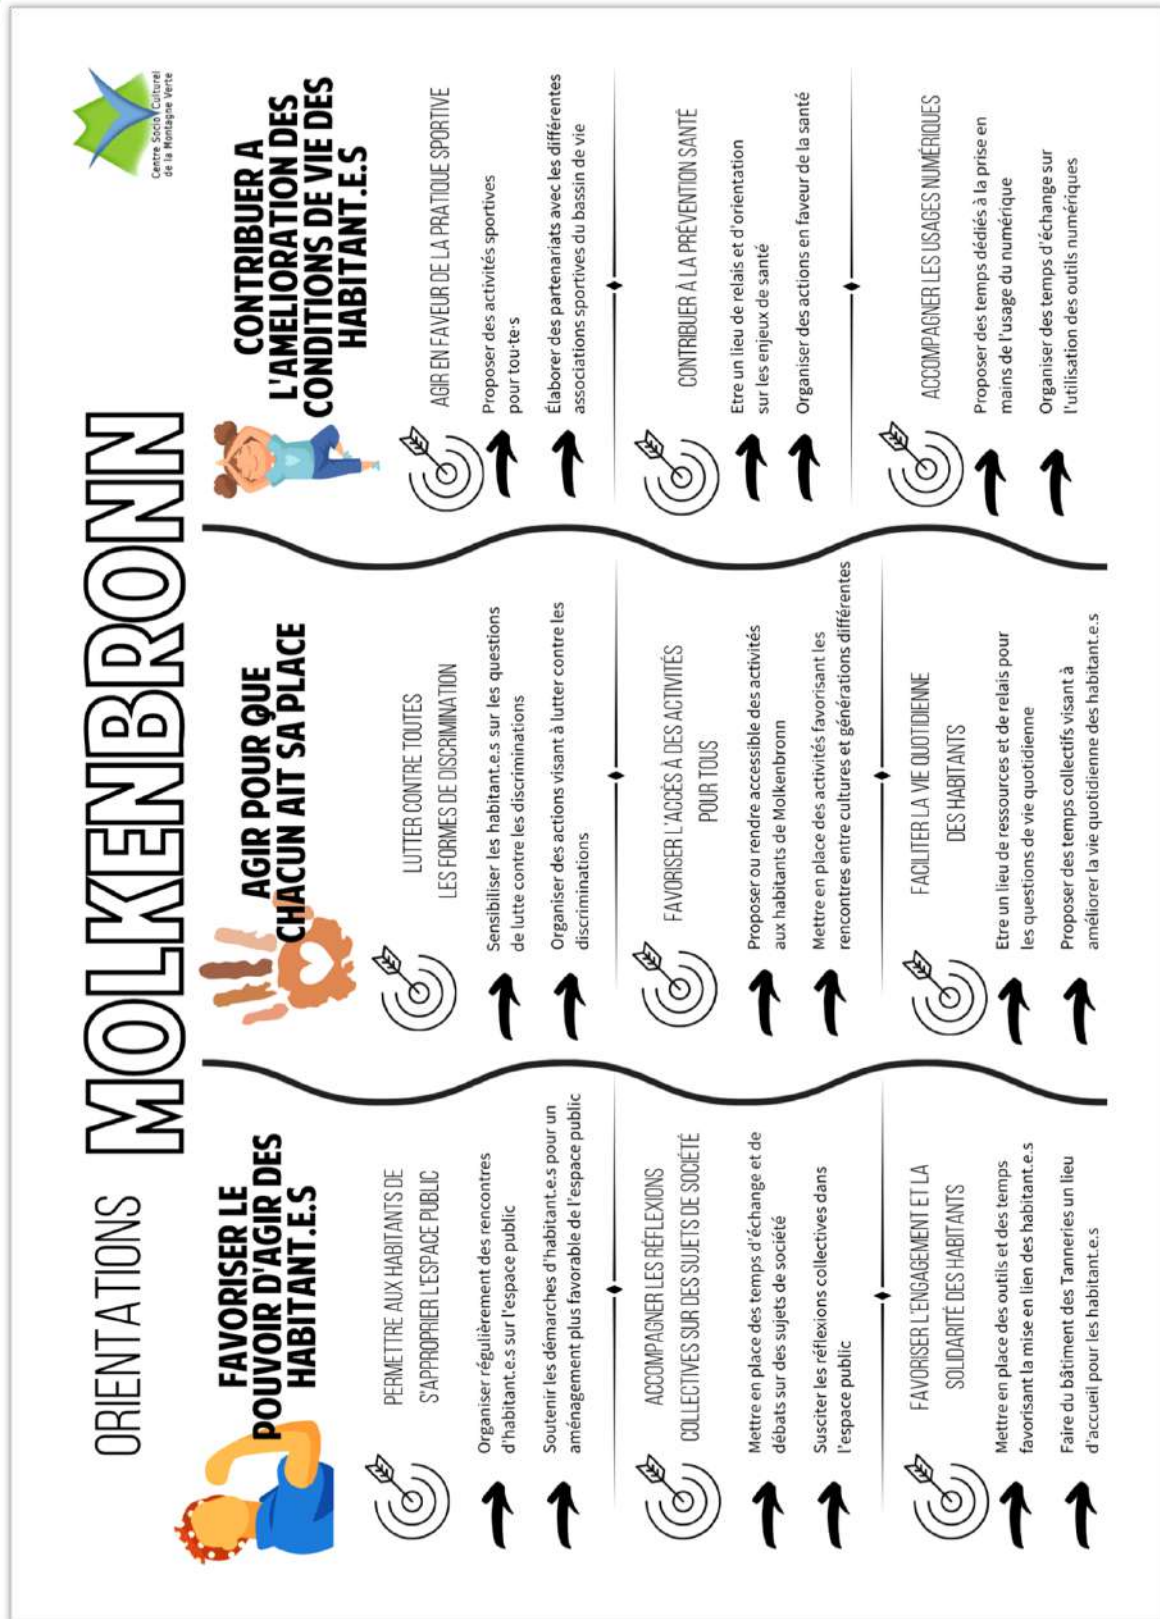 ORIENTATIONS MOLKENBRONN
Centre Socio Culturel
de la Montagne Verte
FAVORISER LE
POUVOIR D'AGIR DES
HABITANT.E.S
PERMETTRE AUX HABITANTS DE
S'APPROPRIER L'ESPACE PUBLIC
Organiser régulièrement des rencontres
d'habitant.e.s sur l'espace public
Soutenir les démarches d'habitant.e.s pour un
aménagement plus favorable de l'espace public
ACCOMPAGNER LES RÉFLEXIONS
COLLECTIVES SUR DES SUJETS DE SOCIÉTÉ
Mettre en place des temps d'échange et de
débats sur des sujets de société
Susciter les réflexions collectives dans
l'espace public
FAVORISER L'ENGAGEMENT ET LA
SOLIDARITÉ DES HABITANTS
Mettre en place des outils et des temps
favorisant la mise en lien des habitant.e.s
Faire du bâtiment des Tanneries un lieu
d'accueil pour les habitant.e.s
AGIR POUR QUE
CHACUN AIT SA PLACE
LUTTER CONTRE TOUTES
LES FORMES DE DISCRIMINATION
Sensibiliser les habitant.e.s sur les questions
de lutte contre les discriminations
Organiser des actions visant à lutter contre les
discriminations
FAVORISER L'ACCÈS À DES ACTIVITÉS
POUR TOUS
Proposer ou rendre accessible des activités
aux habitants de Molkenbronn
Mettre en place des activités favorisant les
rencontres entre cultures et générations différentes
FACILITER LA VIE QUOTIDIENNE
DES HABITANTS
Etre un lieu de ressources et de relais pour
les questions de vie quotidienne
Proposer des temps collectifs visant à
améliorer la vie quotidienne des habitant.e.s
CONTRIBUER A
L'AMELIORATION DES
CONDITIONS DE VIE DES
HABITANT.E.S
AGIR EN FAVEUR DE LA PRATIQUE SPORTIVE
Proposer des activités sportives
pour tou·te·s
Élaborer des partenariats avec les différentes
associations sportives du bassin de vie
CONTRIBUER À LA PRÉVENTION SANTÉ
Etre un lieu de relais et d'orientation
sur les enjeux de santé
Organiser des actions en faveur de la santé
ACCOMPAGNER LES USAGES NUMÉRIQUES
Proposer des temps dédiés à la prise en
mains de l'usage du numérique
Organiser des temps d'échange sur
l'utilisation des outils numériques